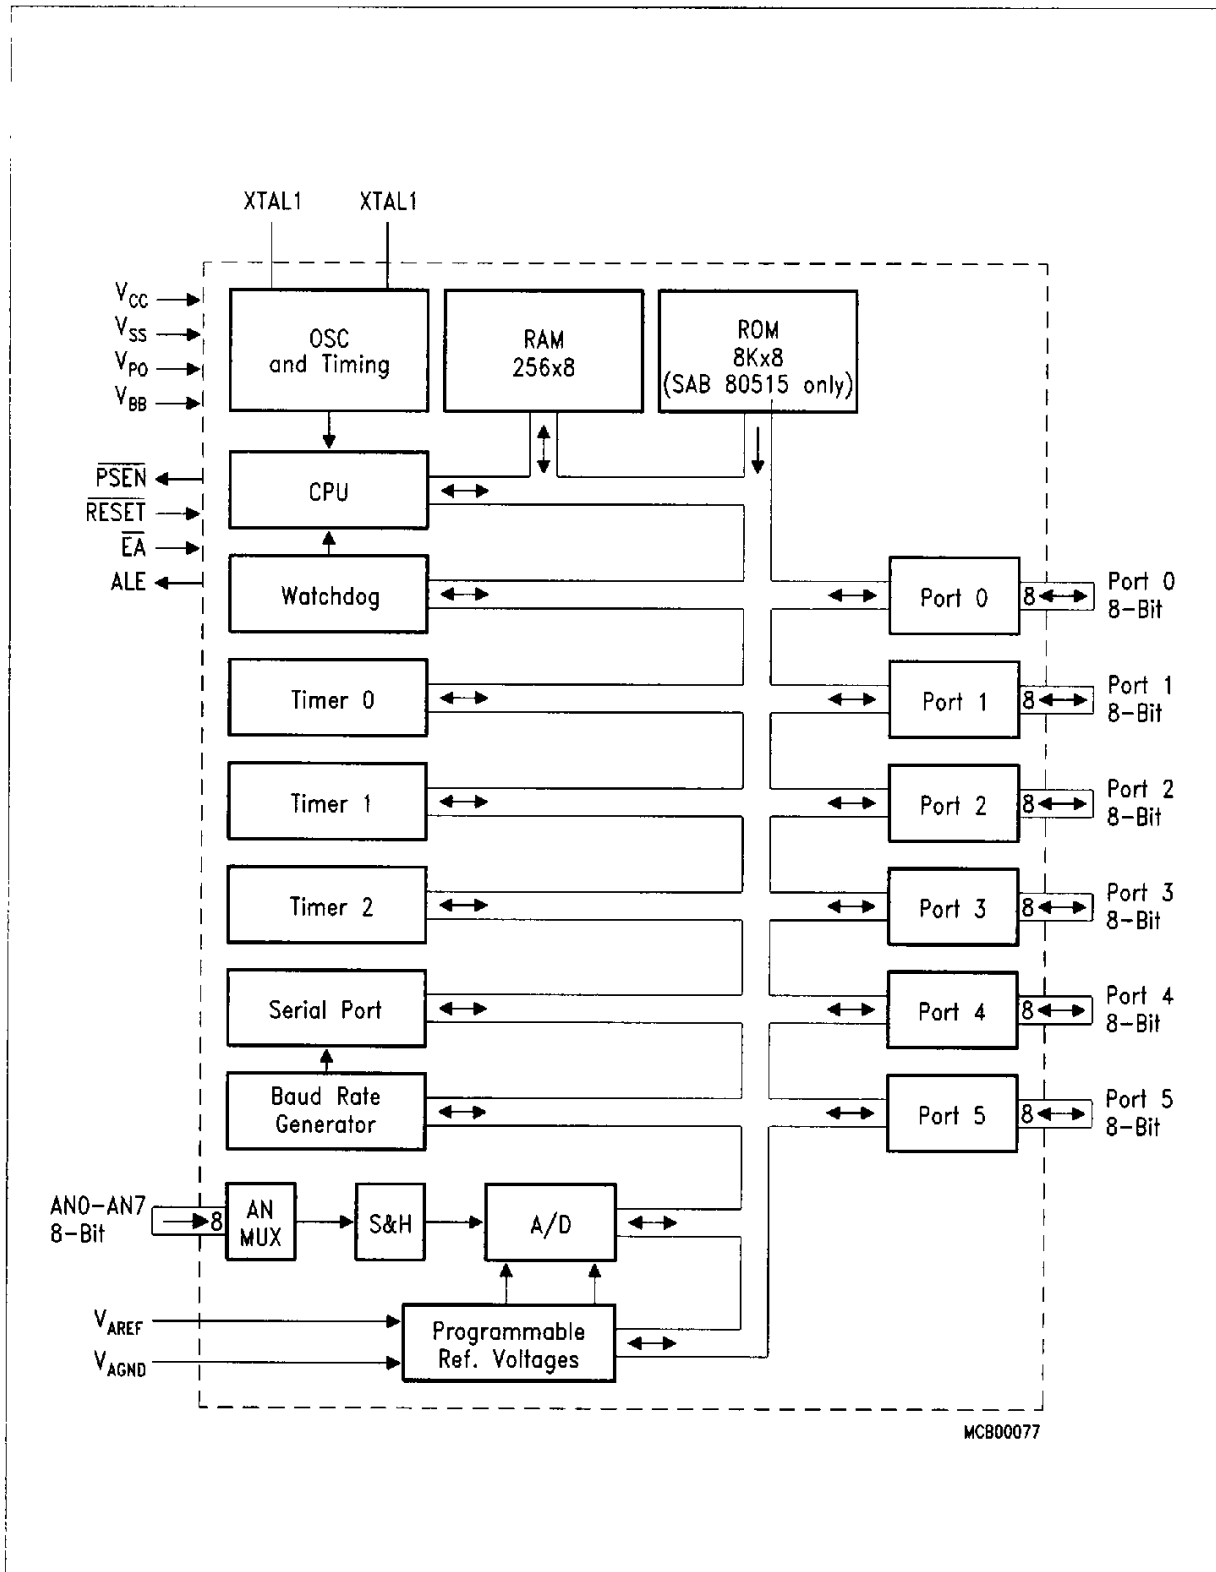 XTAL1 XTAL1
VCC
VSS
VPO
VBB
PSEN
RESET
EA
ALE
OSC
and Timing
RAM
256x8
ROM
8Kx8
(SAB 80515 only)
CPU
Watchdog
Timer 0
Timer 1
Timer 2
Serial Port
Baud Rate
Generator
Port 0
8
Port 0
8-Bit
Port 1
8
Port 1
8-Bit
Port 2
8
Port 2
8-Bit
Port 3
8
Port 3
8-Bit
Port 4
8
Port 4
8-Bit
Port 5
8
Port 5
8-Bit
AN0-AN7
8-Bit
8
AN
MUX
S&H
A/D
VAREF
VAGND
Programmable
Ref. Voltages
MCB00077